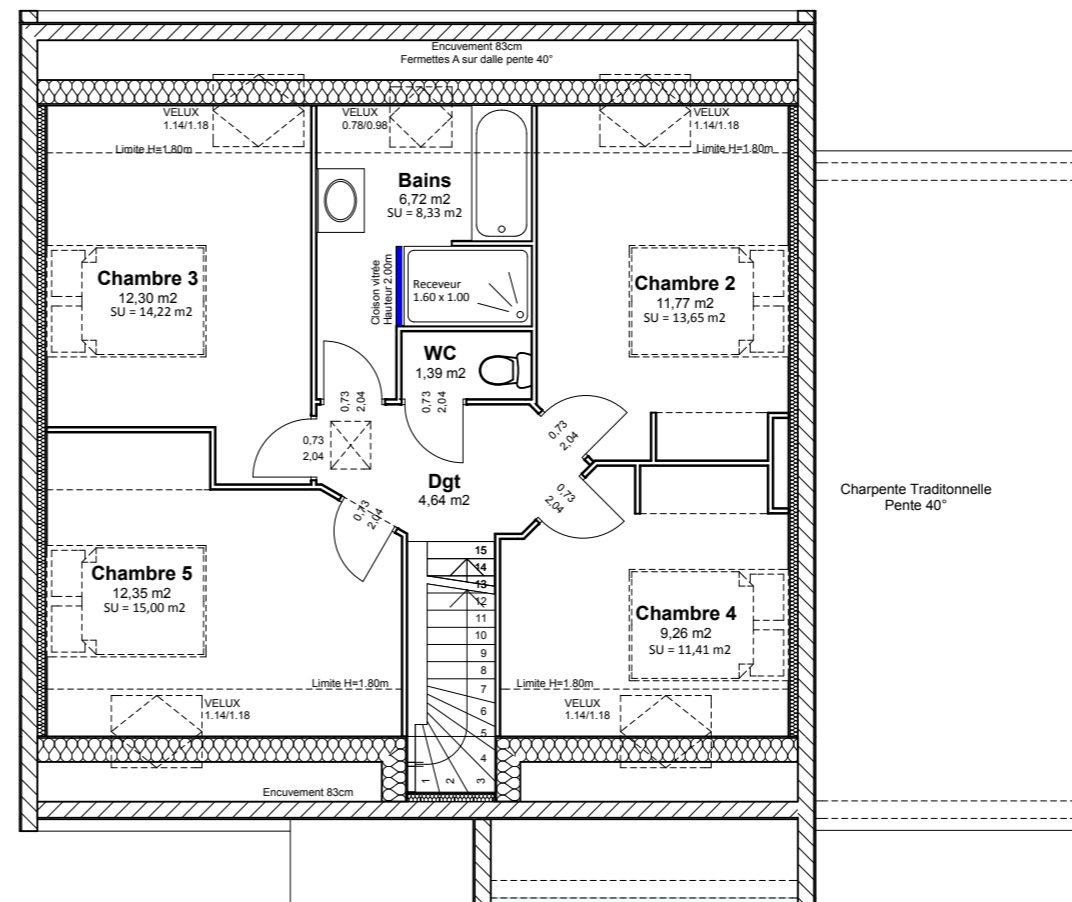 Encuvement 83cm
Fermettes A sur dalle pente 40°
VELUX
1.14/1.18
VELUX
0.78/0.98
VELUX
1.14/1.18
Limite H=1.80m
Limite H=1.80m
Bains
6,72 m2
SU = 8,33 m2
Chambre 3
12,30 m2
SU = 14,22 m2
Cloison vitrée
Hauteur 2.00m
Receveur
1.60 x 1.00
Chambre 2
11,77 m2
SU = 13,65 m2
WC
1,39 m2
0,73
2,04
0,73
2,04
0,73
2,04
0,73
2,04
Dgt
4,64 m2
0,73
2,04
0,73
2,04
Charpente Traditonnelle
Pente 40°
Chambre 5
12,35 m2
SU = 15,00 m2
Chambre 4
9,26 m2
SU = 11,41 m2
15
14
13
12
11
10
9
8
7
6
5
4
3
2
1
Limite H=1.80m
Limite H=1.80m
VELUX
1.14/1.18
VELUX
1.14/1.18
Encuvement 83cm